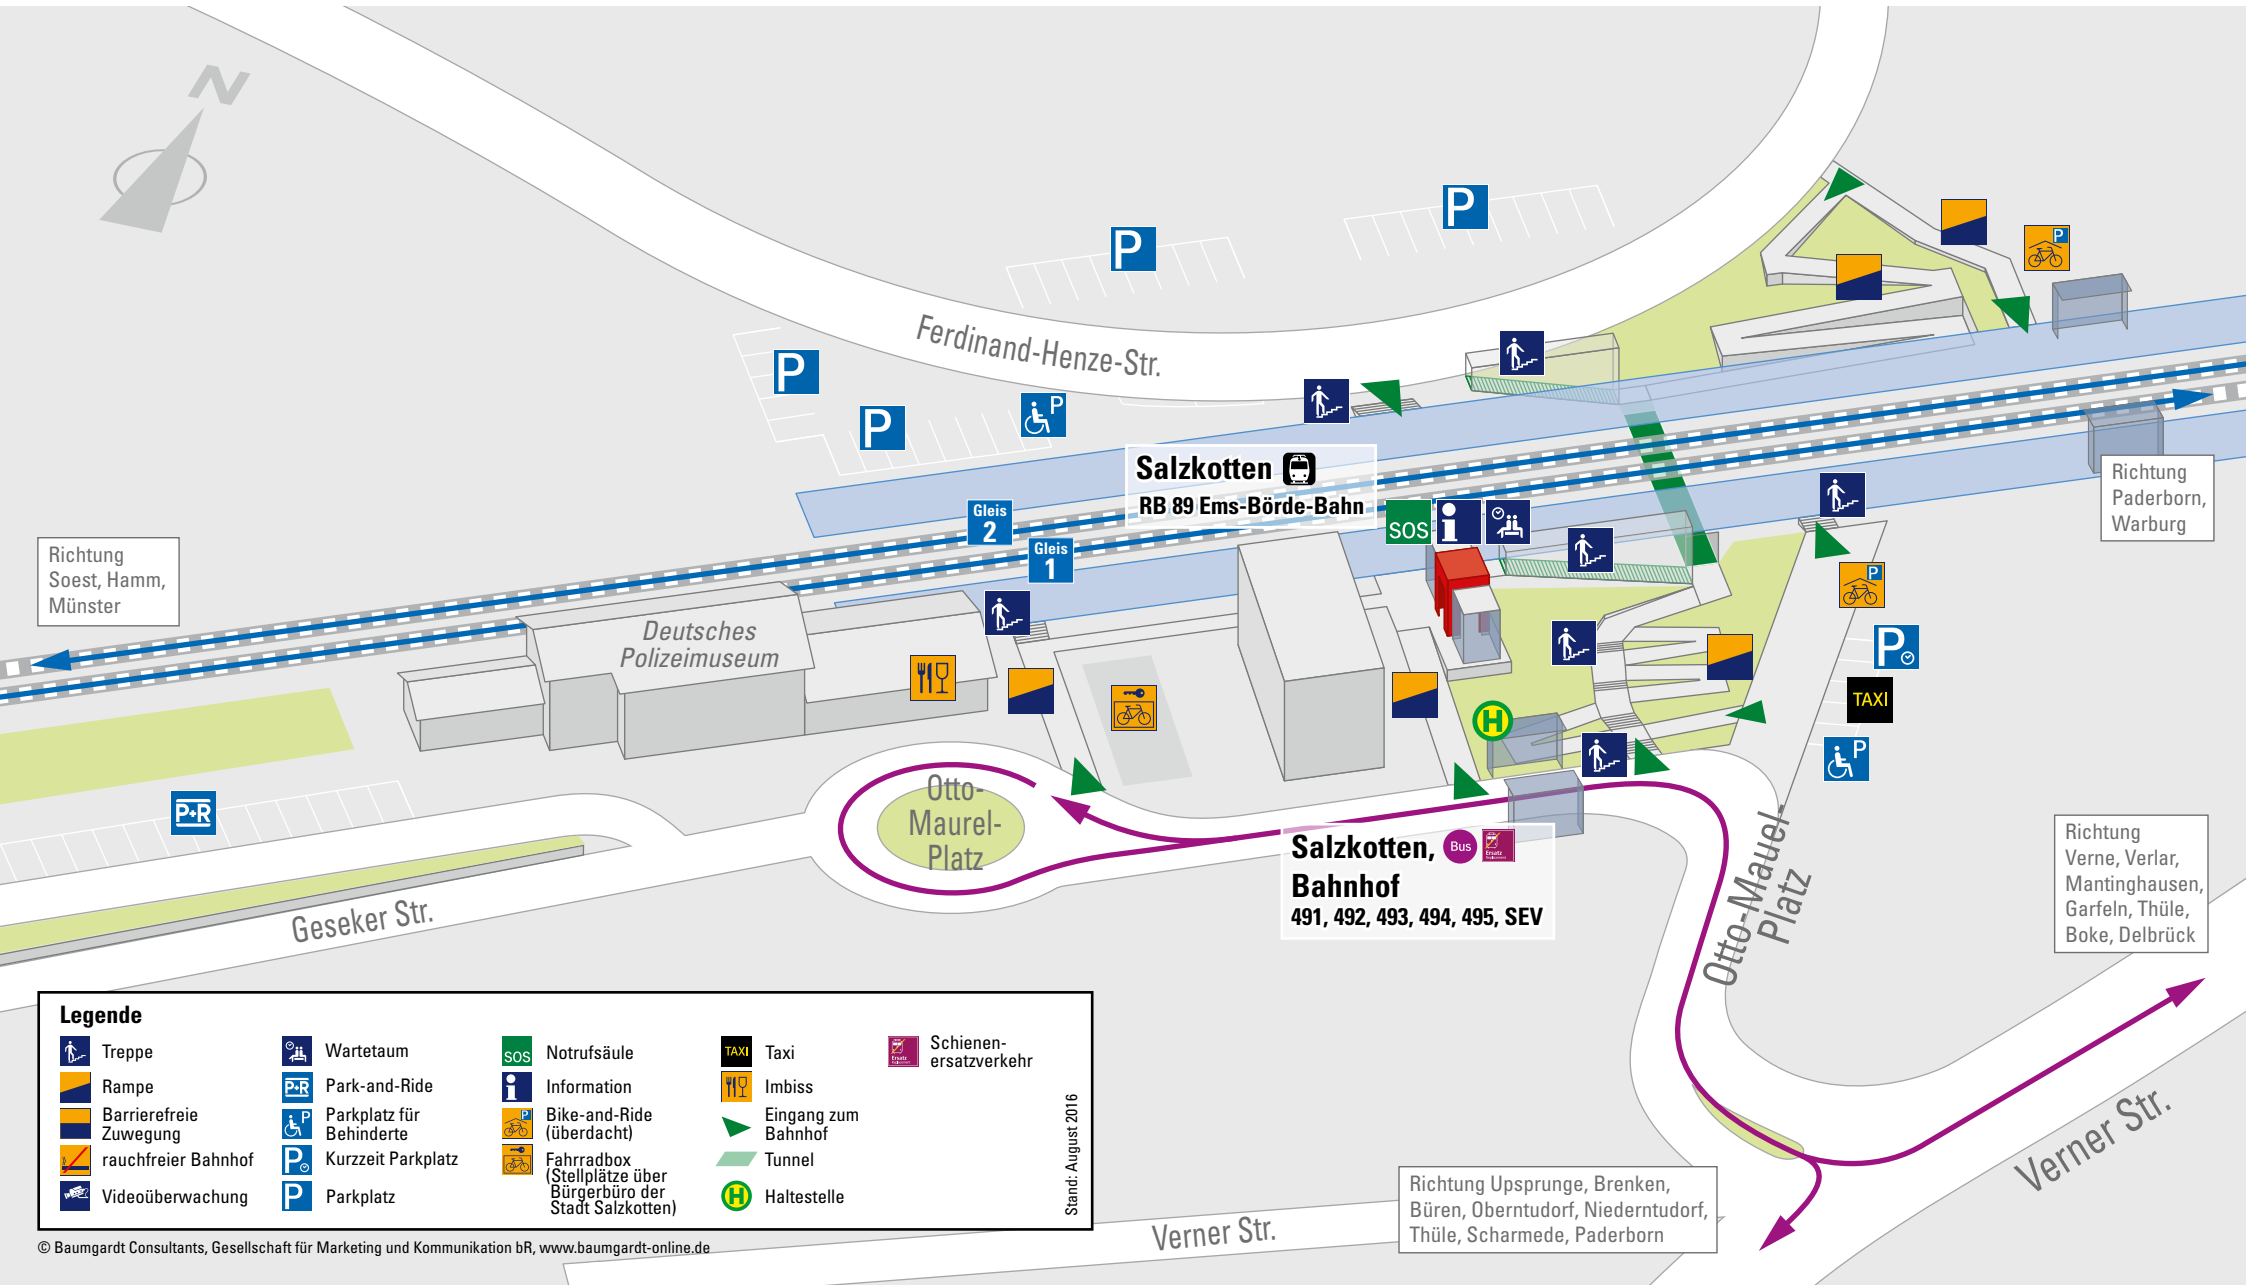 N
P
P
P
P
P
P
P
Ferdinand-Henze-Str.
Salzkotten
RB 89 Ems-Börde-Bahn
Gleis
2
Gleis
1
SOS
i
Richtung
Paderborn,
Warburg
Richtung
Soest, Hamm,
Münster
Deutsches
Polizeimuseum
P
P
TAXI
P
H
P+R
Otto-
Maurel-
Platz
Otto-Mauel-
Platz
Salzkotten, Bus
Ersatz
Bahnhof
491, 492, 493, 494, 495, SEV
Geseker Str.
Richtung
Verne, Verlar,
Mantinghausen,
Garfeln, Thüle,
Boke, Delbrück
Verner Str.
Verner Str.
Richtung Upsprunge, Brenken,
Büren, Oberntudorf, Niederntudorf,
Thüle, Scharmede, Paderborn
Legende
Treppe
Rampe
Barrierefreie
Zuwegung
rauchfreier Bahnhof
Videoüberwachung
Wartetaum
P+R Park-and-Ride
P Parkplatz für
Behinderte
P Kurzzeit Parkplatz
P Parkplatz
SOS Notrufsäule
i Information
P Bike-and-Ride
(überdacht)
Fahrradbox
(Stellplätze über
Bürgerbüro der
Stadt Salzkotten)
TAXI Taxi
Imbiss
Eingang zum
Bahnhof
Tunnel
H Haltestelle
Ersatz Schienen-
ersatzverkehr
Stand: August 2016
© Baumgardt Consultants, Gesellschaft für Marketing und Kommunikation bR, www.baumgardt-online.de